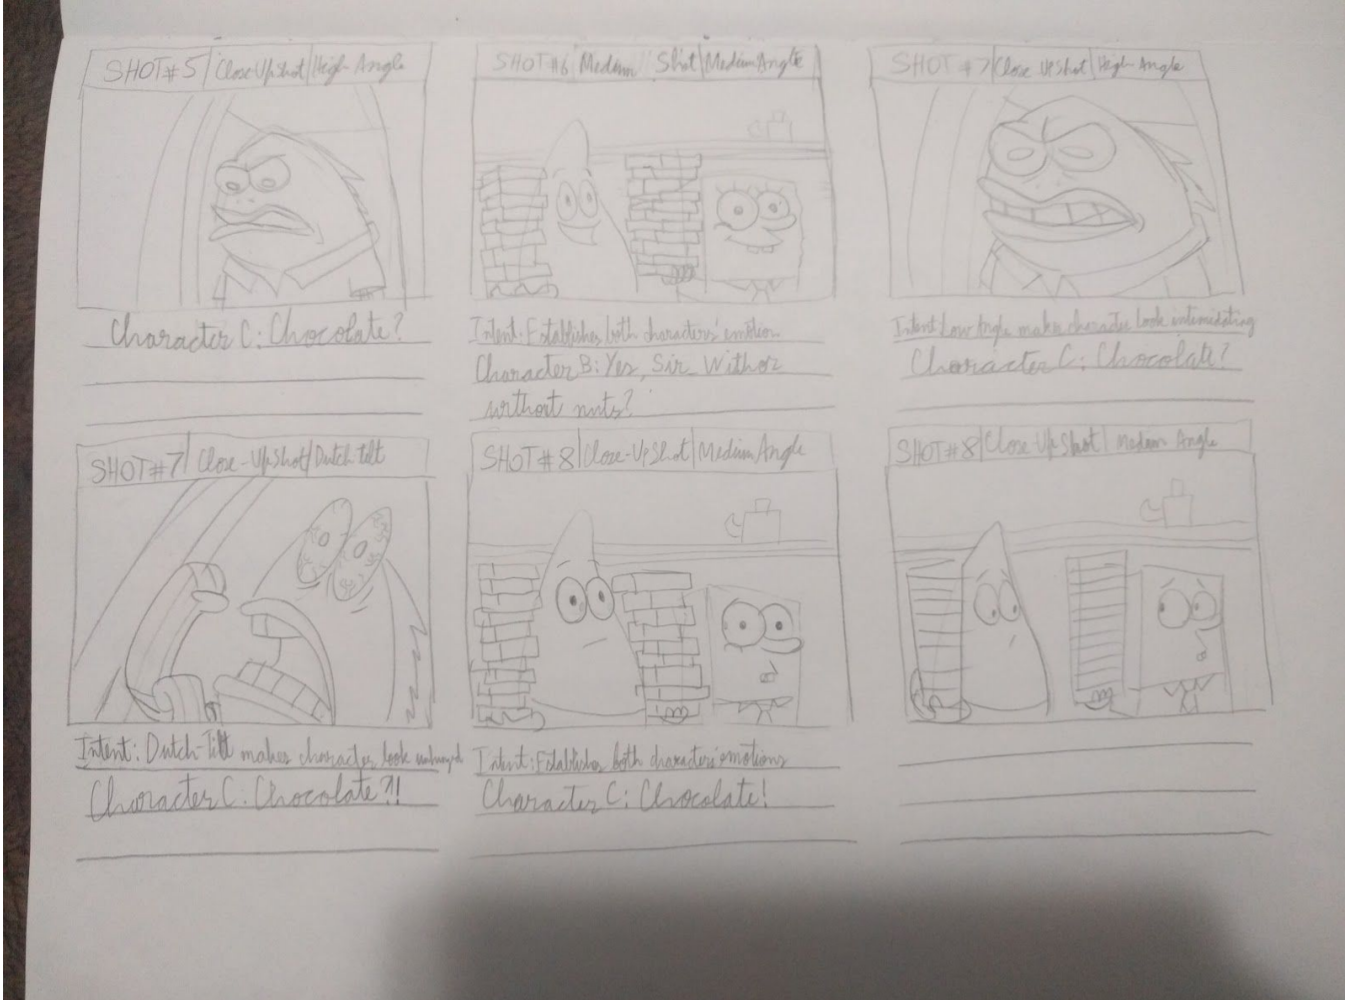 SHOT#5 | Close-Up Shot | High-Angle
Character C: Chocolate?
SHOT#6 | Medium Shot | Medium Angle
Intent: Establishes both characters' emotion
Character B: Yes, Sir. With or
without nuts?
SHOT #7 | Close Up Shot | High-Angle
Intent: Low Angle makes character look intimidating
Character C: Chocolate?
SHOT#7 | Close-Up Shot | Dutch tilt
Intent: Dutch-Tilt makes character look unhinged
Character C: Chocolate?!!
SHOT#8 | Close-Up Shot | Medium Angle
Intent: Establishes both characters' emotions
Character C: Chocolate!
SHOT#8 | Close Up Shot | Medium Angle